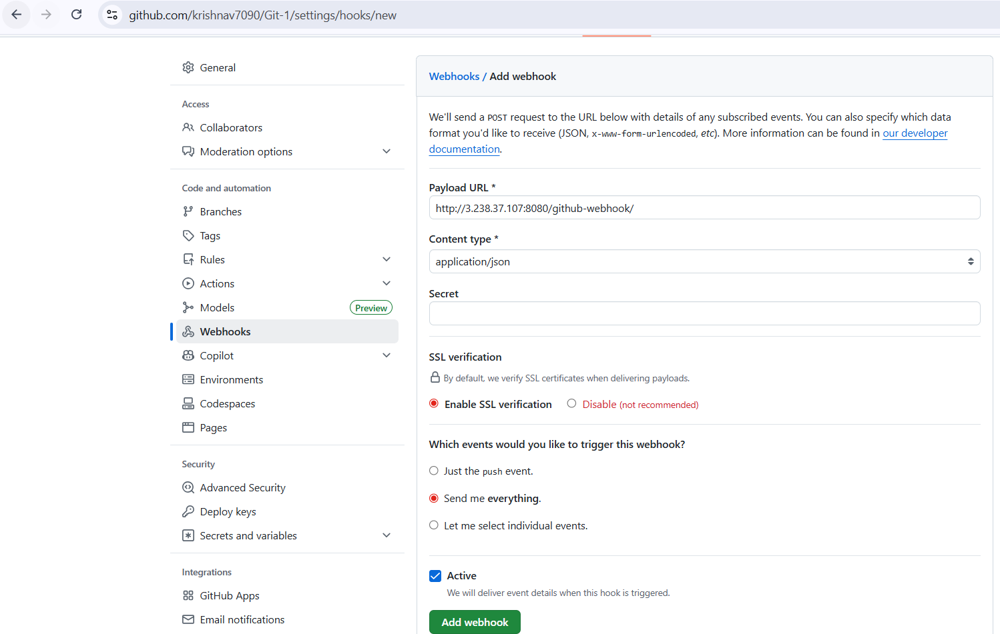 github.com/krishnav7090/Git-1/settings/hooks/new
General
Access
Collaborators
Moderation options
Code and automation
Branches
Tags
Rules
Actions
Models Preview
Webhooks
Copilot
Environments
Codespaces
Pages
Security
Advanced Security
Deploy keys
Secrets and variables
Integrations
GitHub Apps
Email notifications
Webhooks / Add webhook
We'll send a POST request to the URL below with details of any subscribed events. You can also specify which data
format you'd like to receive (JSON, x-www-form-urlencoded, etc). More information can be found in our developer
documentation.
Payload URL *
http://3.238.37.107:8080/github-webhook/
Content type *
application/json
Secret
SSL verification
By default, we verify SSL certificates when delivering payloads.
Enable SSL verification Disable (not recommended)
Which events would you like to trigger this webhook?
Just the push event.
Send me everything.
Let me select individual events.
Active
We will deliver event details when this hook is triggered.
Add webhook